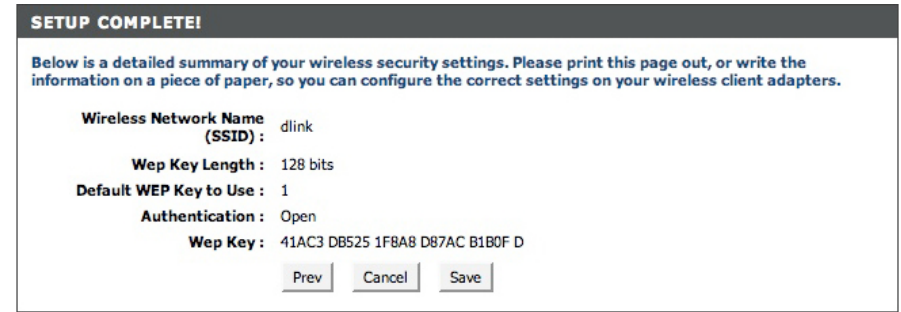 SETUP COMPLETE!
Below is a detailed summary of your wireless security settings. Please print this page out, or write the
information on a piece of paper, so you can configure the correct settings on your wireless client adapters.
Wireless Network Name
(SSID) : dlink
Wep Key Length : 128 bits
Default WEP Key to Use : 1
Authentication : Open
Wep Key : 41AC3 DB525 1F8A8 D87AC B1B0F D
Prev Cancel Save